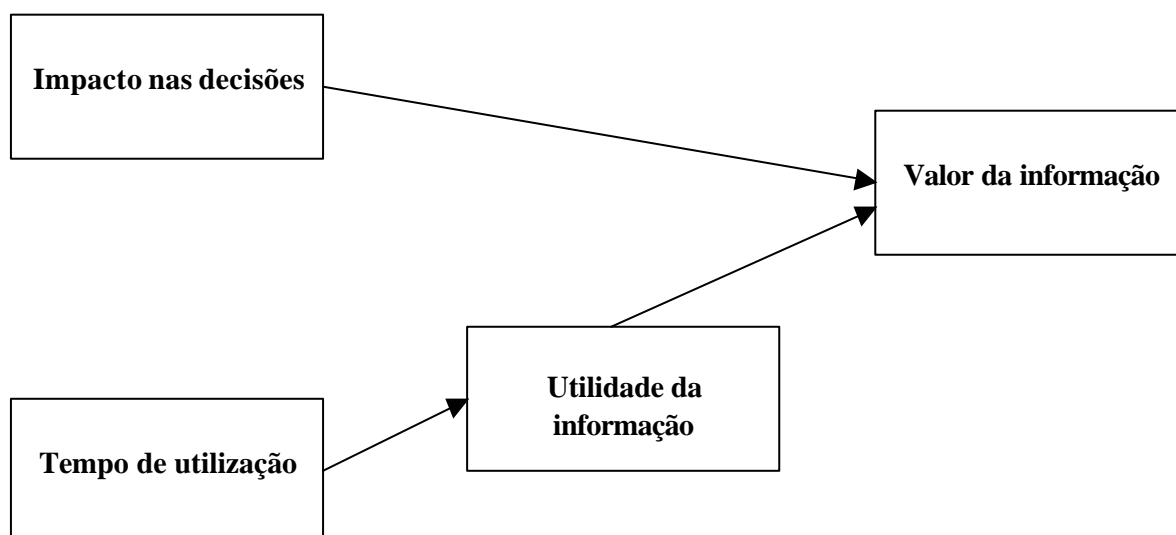 Impacto nas decisões
Valor da informação
Utilidade da
informação
Tempo de utilização